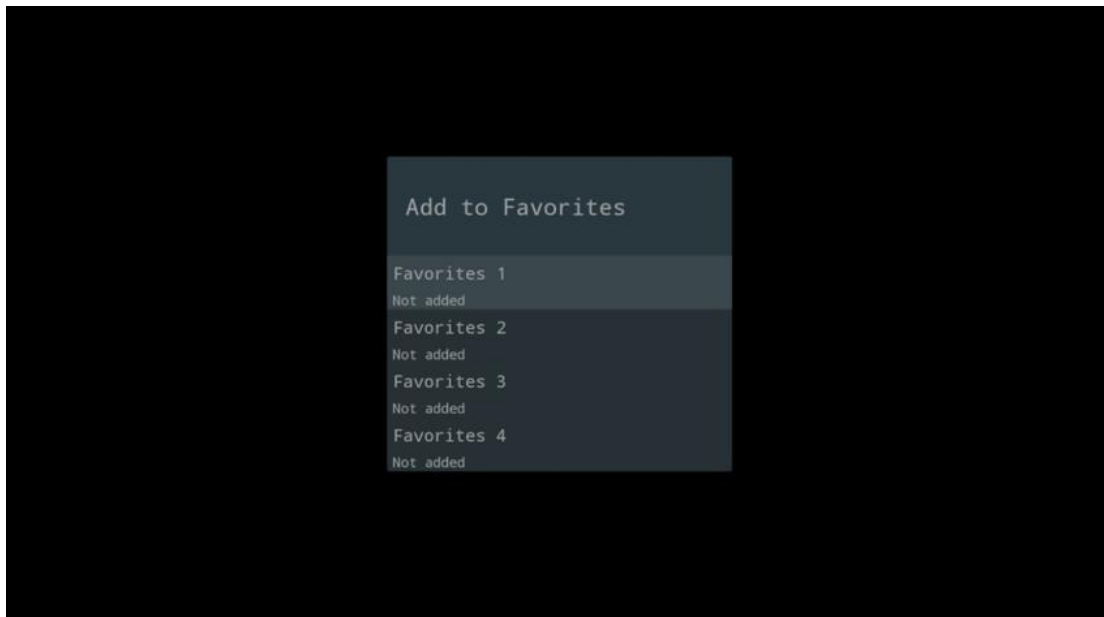 Add to Favorites
Favorites 1
Not added
Favorites 2
Not added
Favorites 3
Not added
Favorites 4
Not added